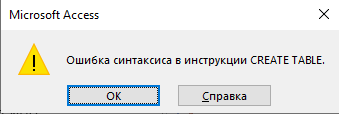 Microsoft Access
Ошибка синтаксиса в инструкции CREATE TABLE.
OK
Справка